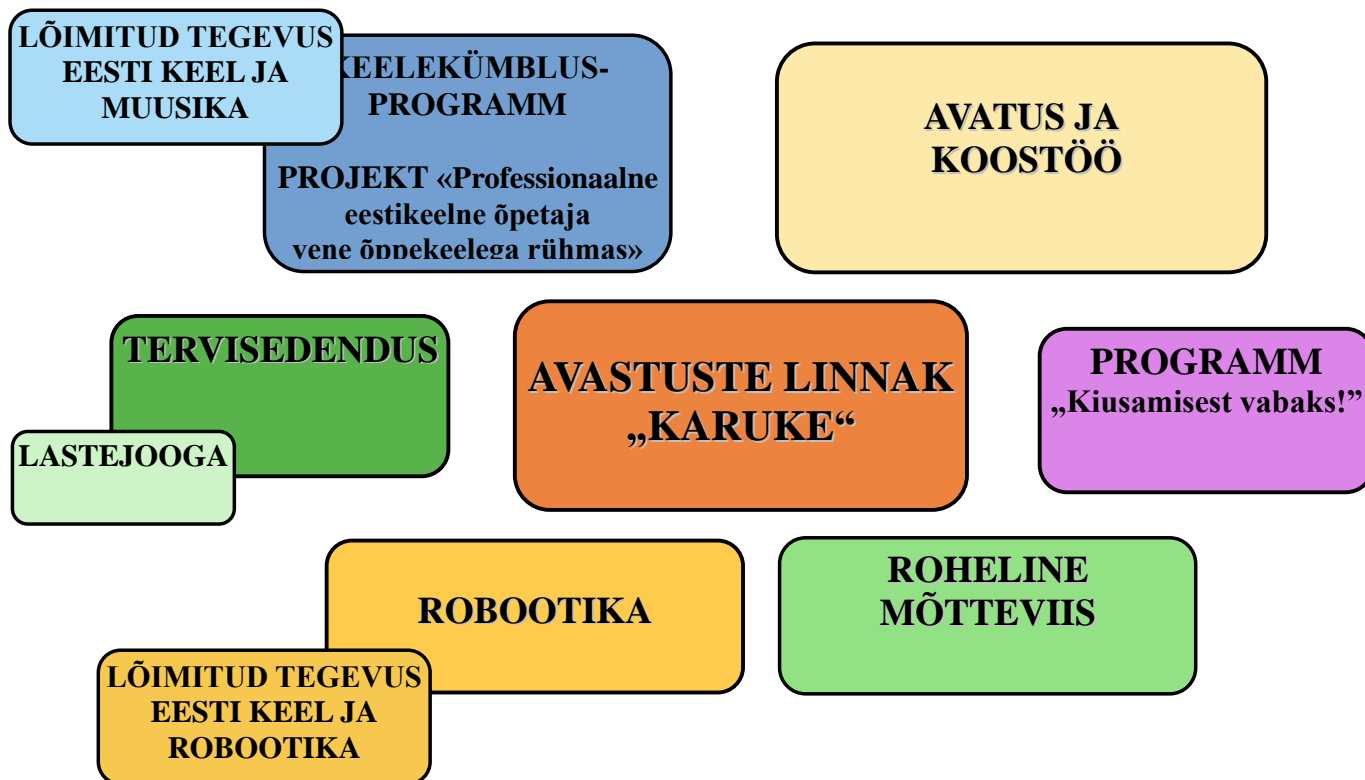 LÕIMITUD TEGEVUS
EESTI KEEL JA
MUUSIKA
KEELEKÜMBLUS-
PROGRAMM
PROJEKT «Professionaalne
eestikeelne õpetaja
vene õppekeelega rühmas»
AVATUS JA
KOOSTÖÖ
TERVISEDENDUS
LASTEJOOGA
AVASTUSTE LINNAK
„KARUKE“
PROGRAMM
„Kiusamisest vabaks!”
ROBOOTIKA
LÕIMITUD TEGEVUS
EESTI KEEL JA
ROBOOTIKA
ROHELINE
MÕTTEVIIS